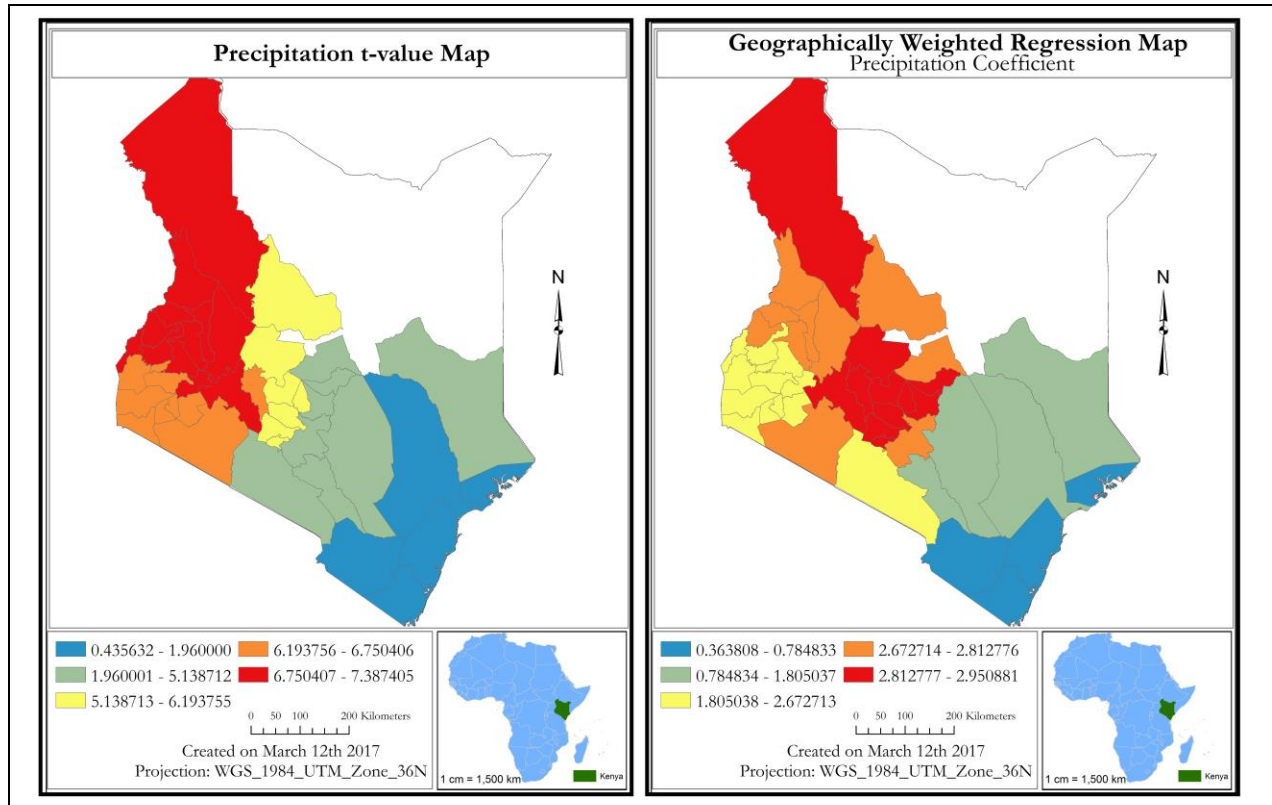 Precipitation t-value Map
N
0.435632 - 1.960000
1.960001 - 5.138712
5.138713 - 6.193755
6.193756 - 6.750406
6.750407 - 7.387405
0 50 100 200 Kilometers
Created on March 12th 2017
Projection: WGS_1984_UTM_Zone_36N
1 cm = 1,500 km
Kenya
Geographically Weighted Regression Map
Precipitation Coefficient
N
0.363808 - 0.784833
0.784834 - 1.805037
1.805038 - 2.672713
2.672714 - 2.812776
2.812777 - 2.950881
0 50 100 200 Kilometers
Created on March 12th 2017
Projection: WGS_1984_UTM_Zone_36N
1 cm = 1,500 km
Kenya